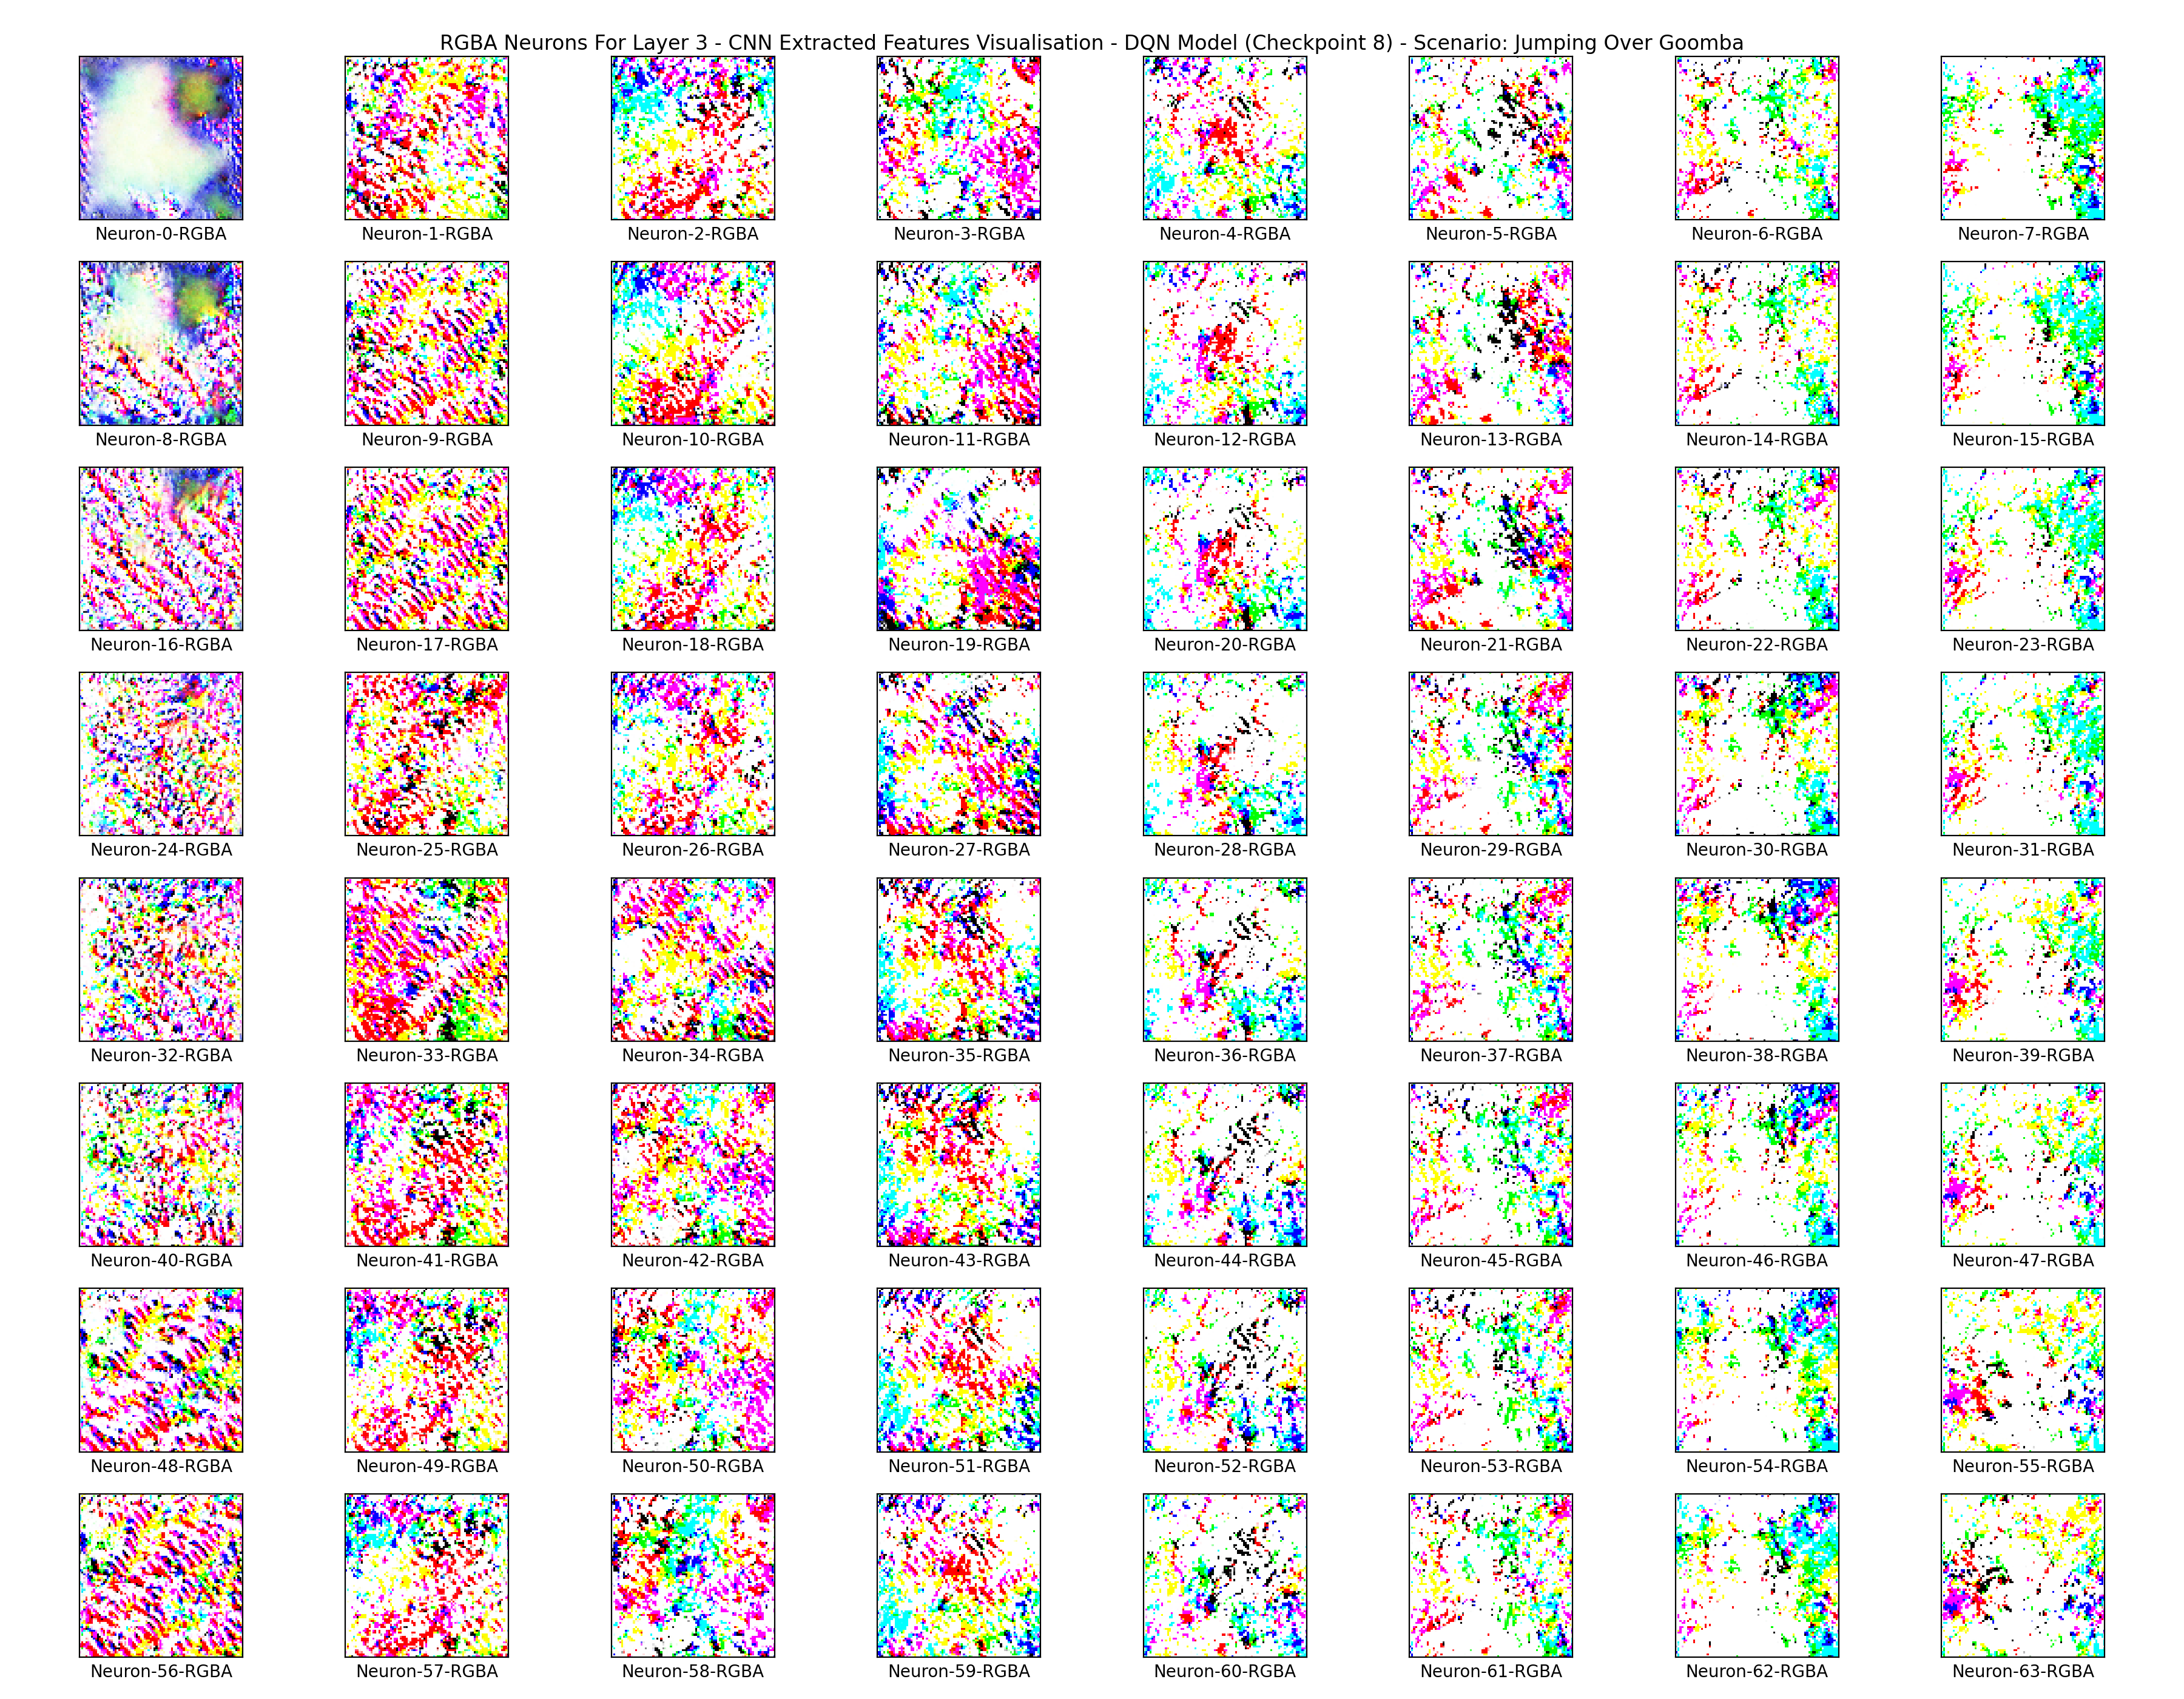 RGBA Neurons For Layer 3 - CNN Extracted Features Visualisation - DQN Model (Checkpoint 8) - Scenario: Jumping Over Goomba
Neuron-0-RGBA Neuron-1-RGBA Neuron-2-RGBA Neuron-3-RGBA Neuron-4-RGBA Neuron-5-RGBA Neuron-6-RGBA Neuron-7-RGBA
Neuron-8-RGBA Neuron-9-RGBA Neuron-10-RGBA Neuron-11-RGBA Neuron-12-RGBA Neuron-13-RGBA Neuron-14-RGBA Neuron-15-RGBA
Neuron-16-RGBA Neuron-17-RGBA Neuron-18-RGBA Neuron-19-RGBA Neuron-20-RGBA Neuron-21-RGBA Neuron-22-RGBA Neuron-23-RGBA
Neuron-24-RGBA Neuron-25-RGBA Neuron-26-RGBA Neuron-27-RGBA Neuron-28-RGBA Neuron-29-RGBA Neuron-30-RGBA Neuron-31-RGBA
Neuron-32-RGBA Neuron-33-RGBA Neuron-34-RGBA Neuron-35-RGBA Neuron-36-RGBA Neuron-37-RGBA Neuron-38-RGBA Neuron-39-RGBA
Neuron-40-RGBA Neuron-41-RGBA Neuron-42-RGBA Neuron-43-RGBA Neuron-44-RGBA Neuron-45-RGBA Neuron-46-RGBA Neuron-47-RGBA
Neuron-48-RGBA Neuron-49-RGBA Neuron-50-RGBA Neuron-51-RGBA Neuron-52-RGBA Neuron-53-RGBA Neuron-54-RGBA Neuron-55-RGBA
Neuron-56-RGBA Neuron-57-RGBA Neuron-58-RGBA Neuron-59-RGBA Neuron-60-RGBA Neuron-61-RGBA Neuron-62-RGBA Neuron-63-RGBA